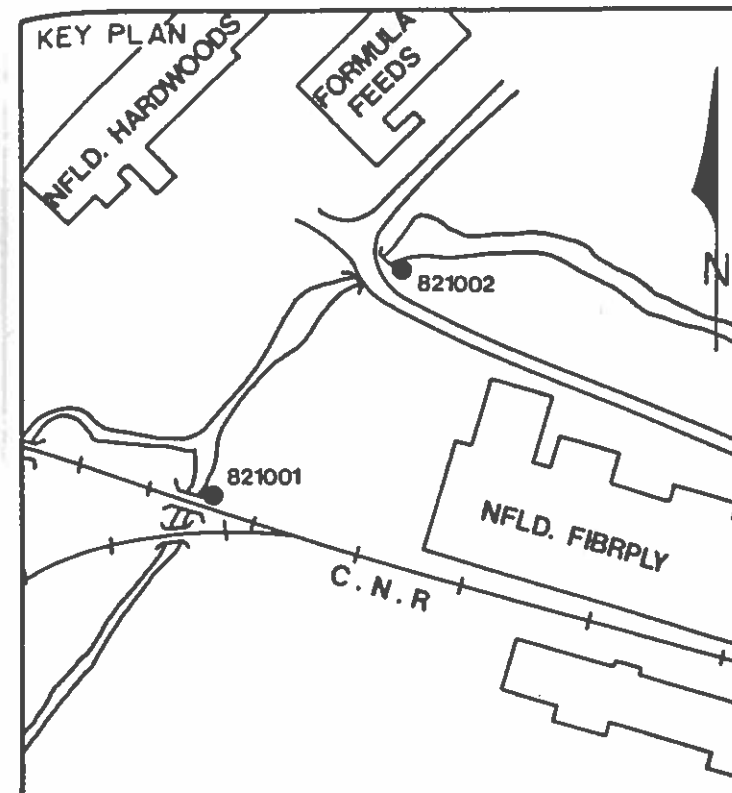 KEY PLAN
NFLD. HARDWOODS
FORMULA
FEEDS
N
821002
821001
NFLD. FIBRPLY
C.N.R